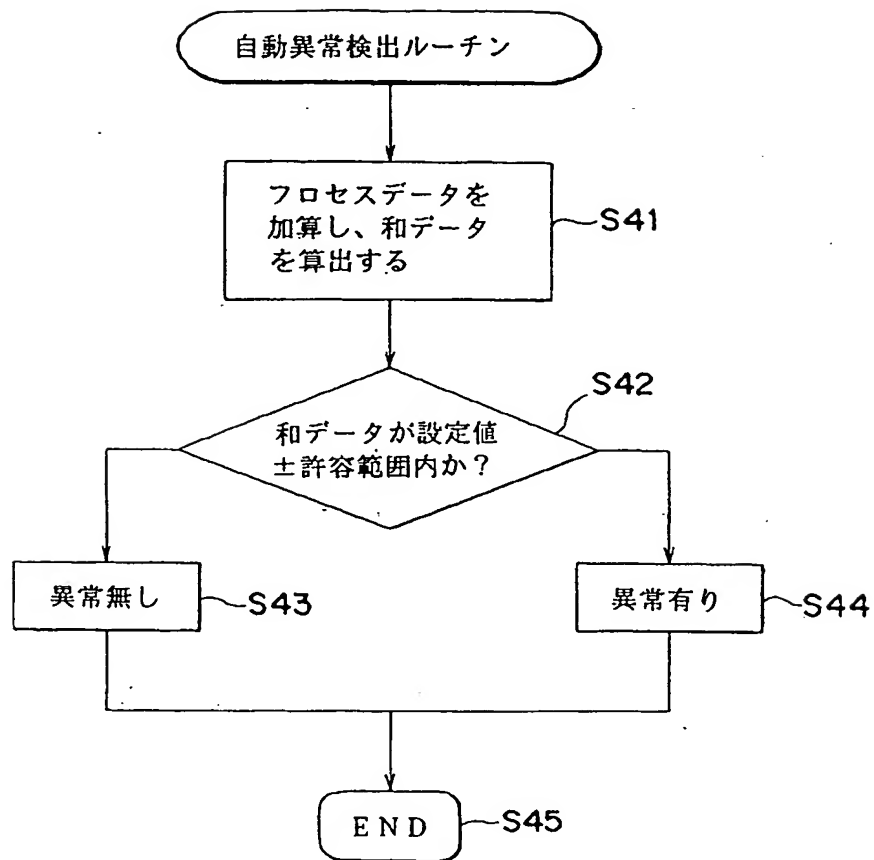 自動異常検出ルーチン
フロセスデータを
加算し、和データ
を算出する
S41
S42
和データが設定値
±許容範囲内か?
異常無し
S43
異常有り
S44
END
S45